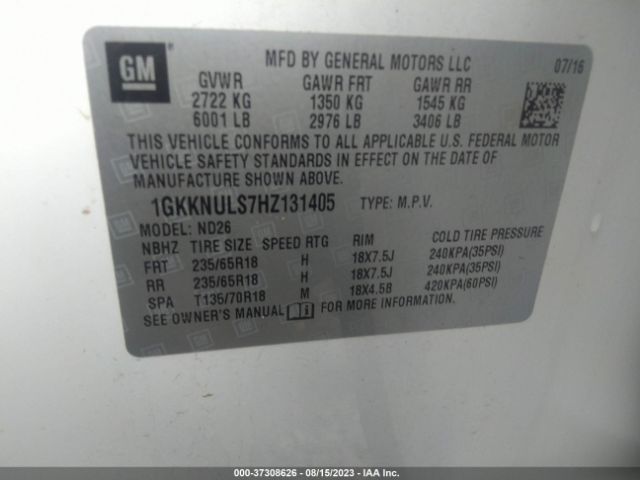 GM
MFD BY GENERAL MOTORS LLC 07/16
GVWR GAWR FRT GAWR RR
2722 KG 1350 KG 1545 KG
6001 LB 2976 LB 3406 LB
THIS VEHICLE CONFORMS TO ALL APPLICABLE U.S. FEDERAL MOTOR
VEHICLE SAFETY STANDARDS IN EFFECT ON THE DATE OF
MANUFACTURE SHOWN ABOVE.
1GKKNULS7HZ131405 TYPE: M.P.V.
MODEL: ND26
NBHZ TIRE SIZE SPEED RTG RIM COLD TIRE PRESSURE
FRT 235/65R18 H 18X7.5J 240KPA(35PSI)
RR 235/65R18 H 18X7.5J 240KPA(35PSI)
SPA T135/70R18 M 18X4.5B 420KPA(60PSI)
SEE OWNER'S MANUAL FOR MORE INFORMATION.
000-37308626 - 08/15/2023 - IAA Inc.